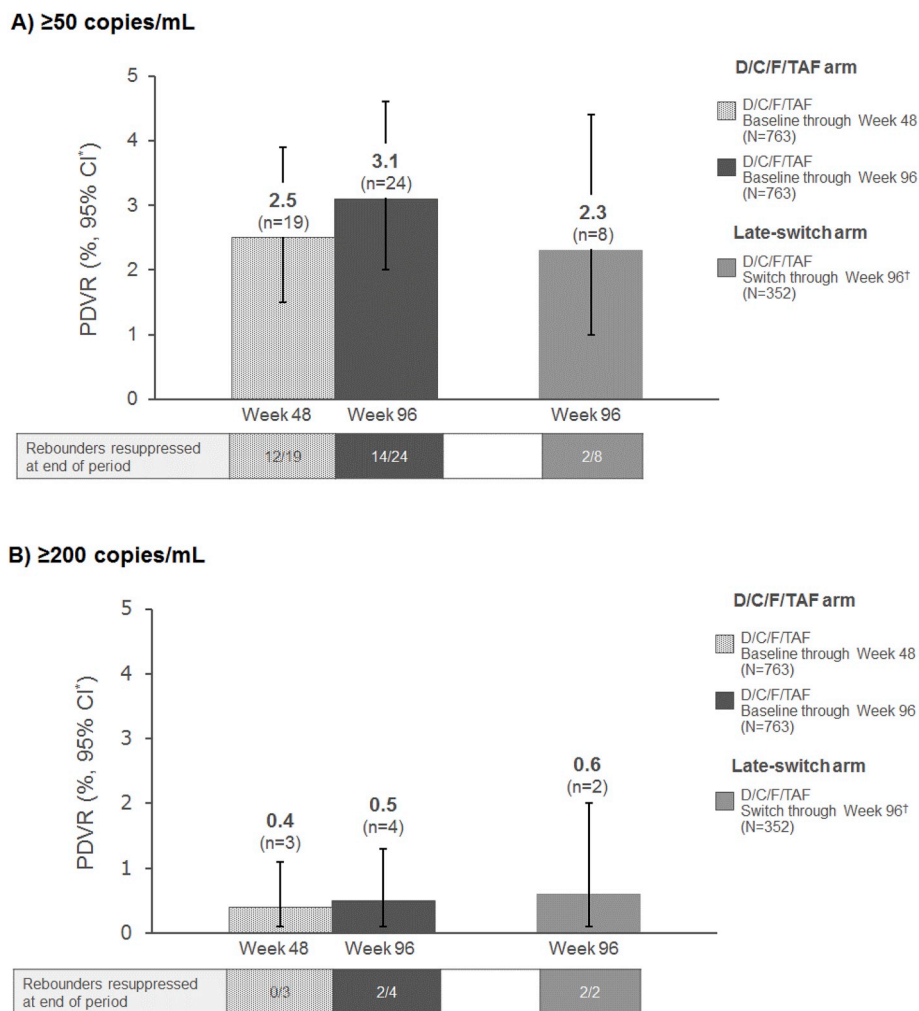 A) ≥50 copies/mL
PDVR (%, 95% CI*)
5
4
3
2
1
0
2.5
(n=19)
3.1
(n=24)
2.3
(n=8)
Week 48
Week 96
Week 96
D/C/F/TAF arm
D/C/F/TAF
Baseline through Week 48
(N=763)
D/C/F/TAF
Baseline through Week 96
(N=763)
Late-switch arm
D/C/F/TAF
Switch through Week 96†
(N=352)
Rebounders resuppressed
at end of period
12/19
14/24
2/8
B) ≥200 copies/mL
PDVR (%, 95% CI*)
5
4
3
2
1
0
0.4
(n=3)
0.5
(n=4)
0.6
(n=2)
Week 48
Week 96
Week 96
D/C/F/TAF arm
D/C/F/TAF
Baseline through Week 48
(N=763)
D/C/F/TAF
Baseline through Week 96
(N=763)
Late-switch arm
D/C/F/TAF
Switch through Week 96†
(N=352)
Rebounders resuppressed
at end of period
0/3
2/4
2/2